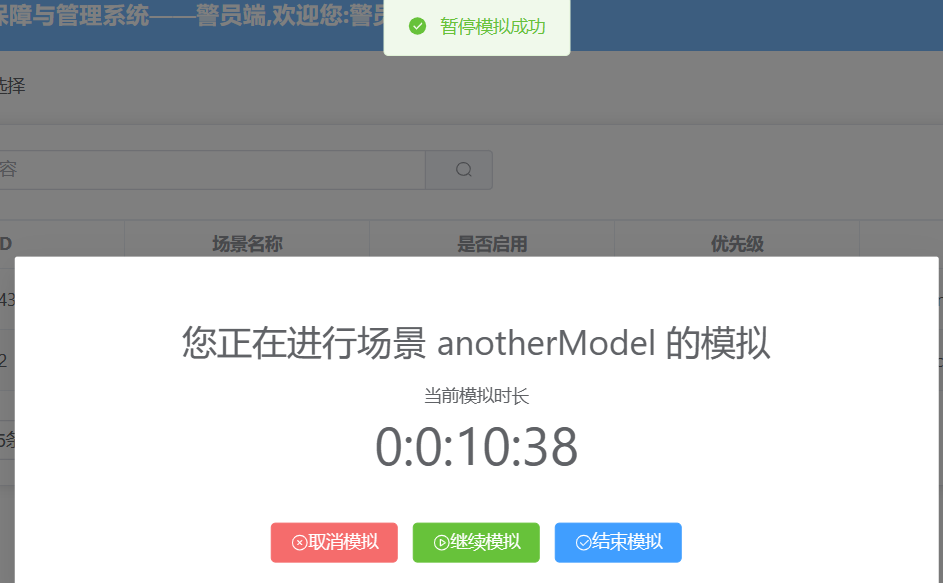 保障与管理系统——警员端,欢迎您:警员
暂停模拟成功
选择
容
D
场景名称
是否启用
优先级
43
2
5条
您正在进行场景 anotherModel 的模拟
当前模拟时长
0:0:10:38
取消模拟
继续模拟
结束模拟